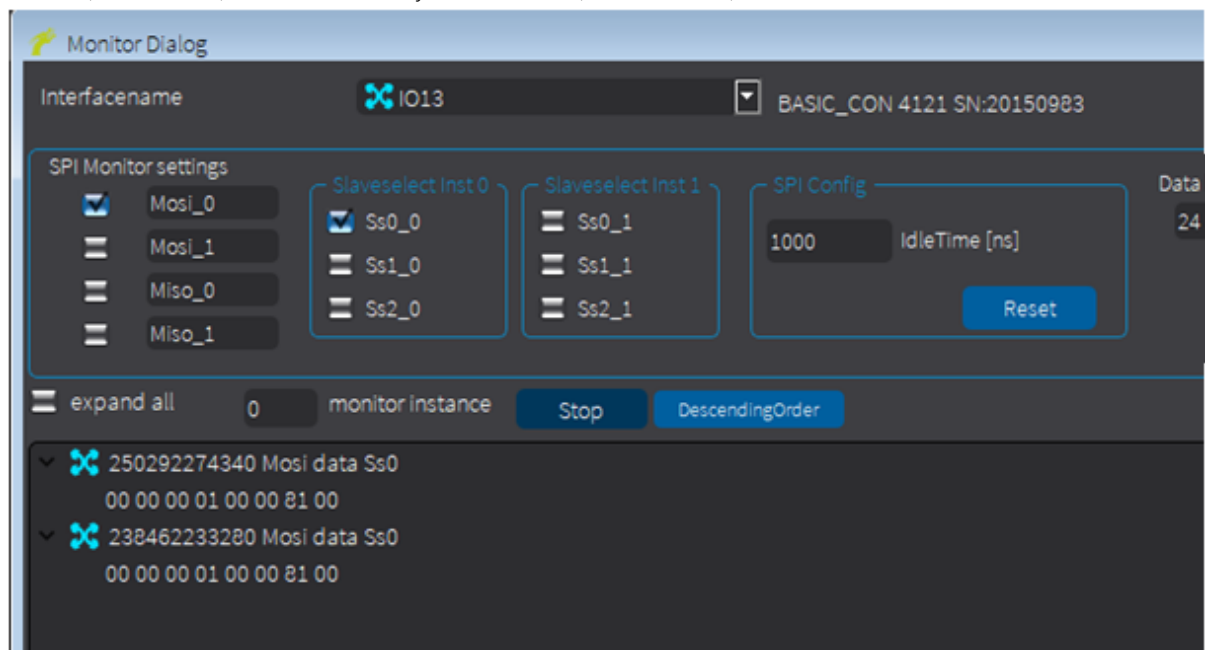 Monitor Dialog
Interfacename IO13 BASIC_CON 4121 SN:20150983
SPI Monitor settings
Mosi_0
Mosi_1
Miso_0
Miso_1
Slaveselect Inst 0
Ss0_0
Ss1_0
Ss2_0
Slaveselect Inst 1
Ss0_1
Ss1_1
Ss2_1
SPI Config
1000 IdleTime [ns]
Reset
Data
24
expand all 0 monitor instance Stop DescendingOrder
250292274340 Mosi data Ss0
00 00 00 01 00 00 81 00
238462233280 Mosi data Ss0
00 00 00 01 00 00 81 00